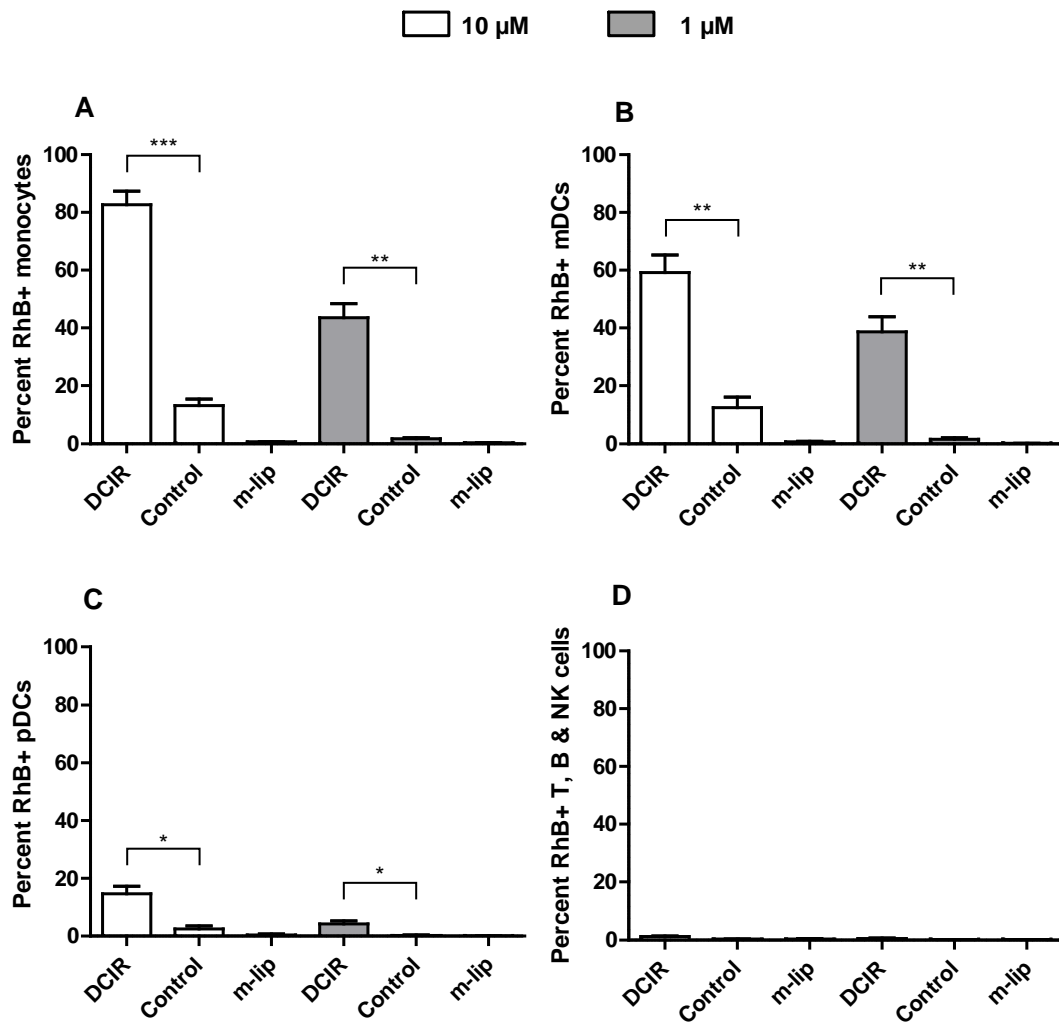 10 µM 1 µM
A
Percent RhB+ monocytes
100
80
60
40
20
0
***
**
DCIR Control m-lip DCIR Control m-lip
B
Percent RhB+ mDCs
100
80
60
40
20
0
**
**
DCIR Control m-lip DCIR Control m-lip
C
Percent RhB+ pDCs
100
80
60
40
20
0
*
*
DCIR Control m-lip DCIR Control m-lip
D
Percent RhB+ T, B & NK cells
100
80
60
40
20
0
DCIR Control m-lip DCIR Control m-lip